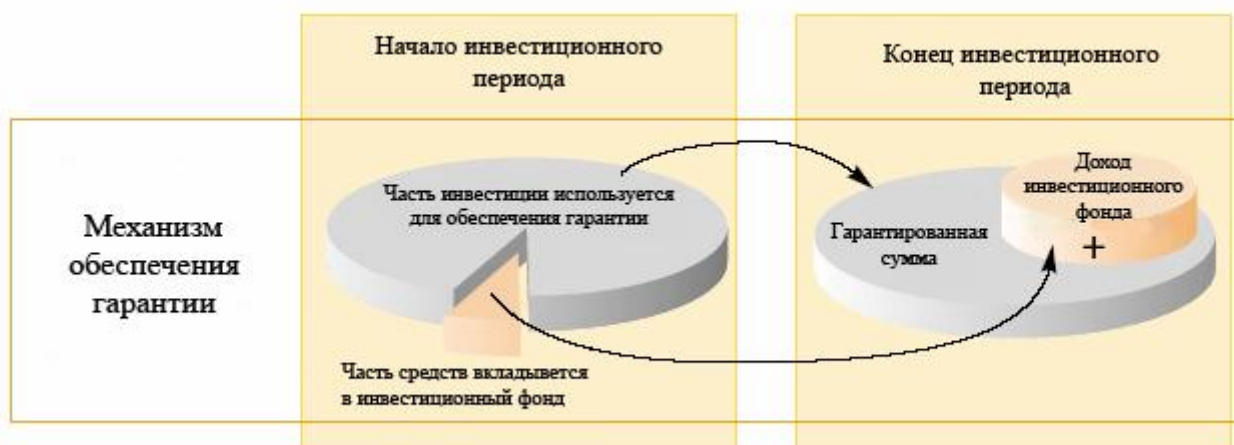 Начало инвестиционного
периода
Конец инвестиционного
периода
Механизм
обеспечения
гарантии
Часть инвестиции используется
для обеспечения гарантии
Часть средств вкладывется
в инвестиционный фонд
Доход
инвестиционного
фонда
+
Гарантированная
сумма